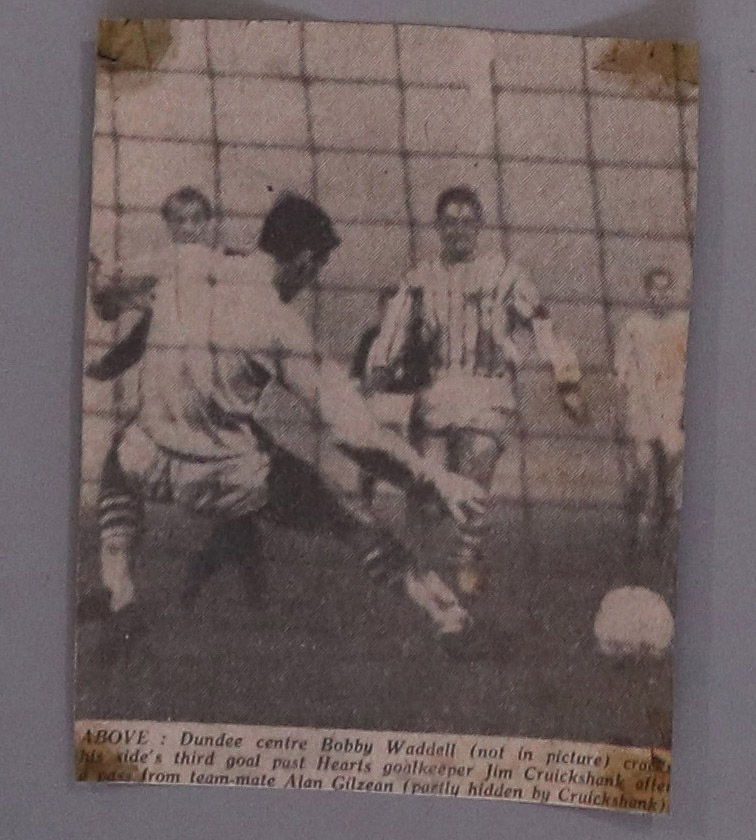 ABOVE : Dundee centre Bobby Waddell (not in picture) cracks
his side's third goal past Hearts goalkeeper Jim Cruickshank after
a pass from team-mate Alan Gilzean (partly hidden by Cruickshank).